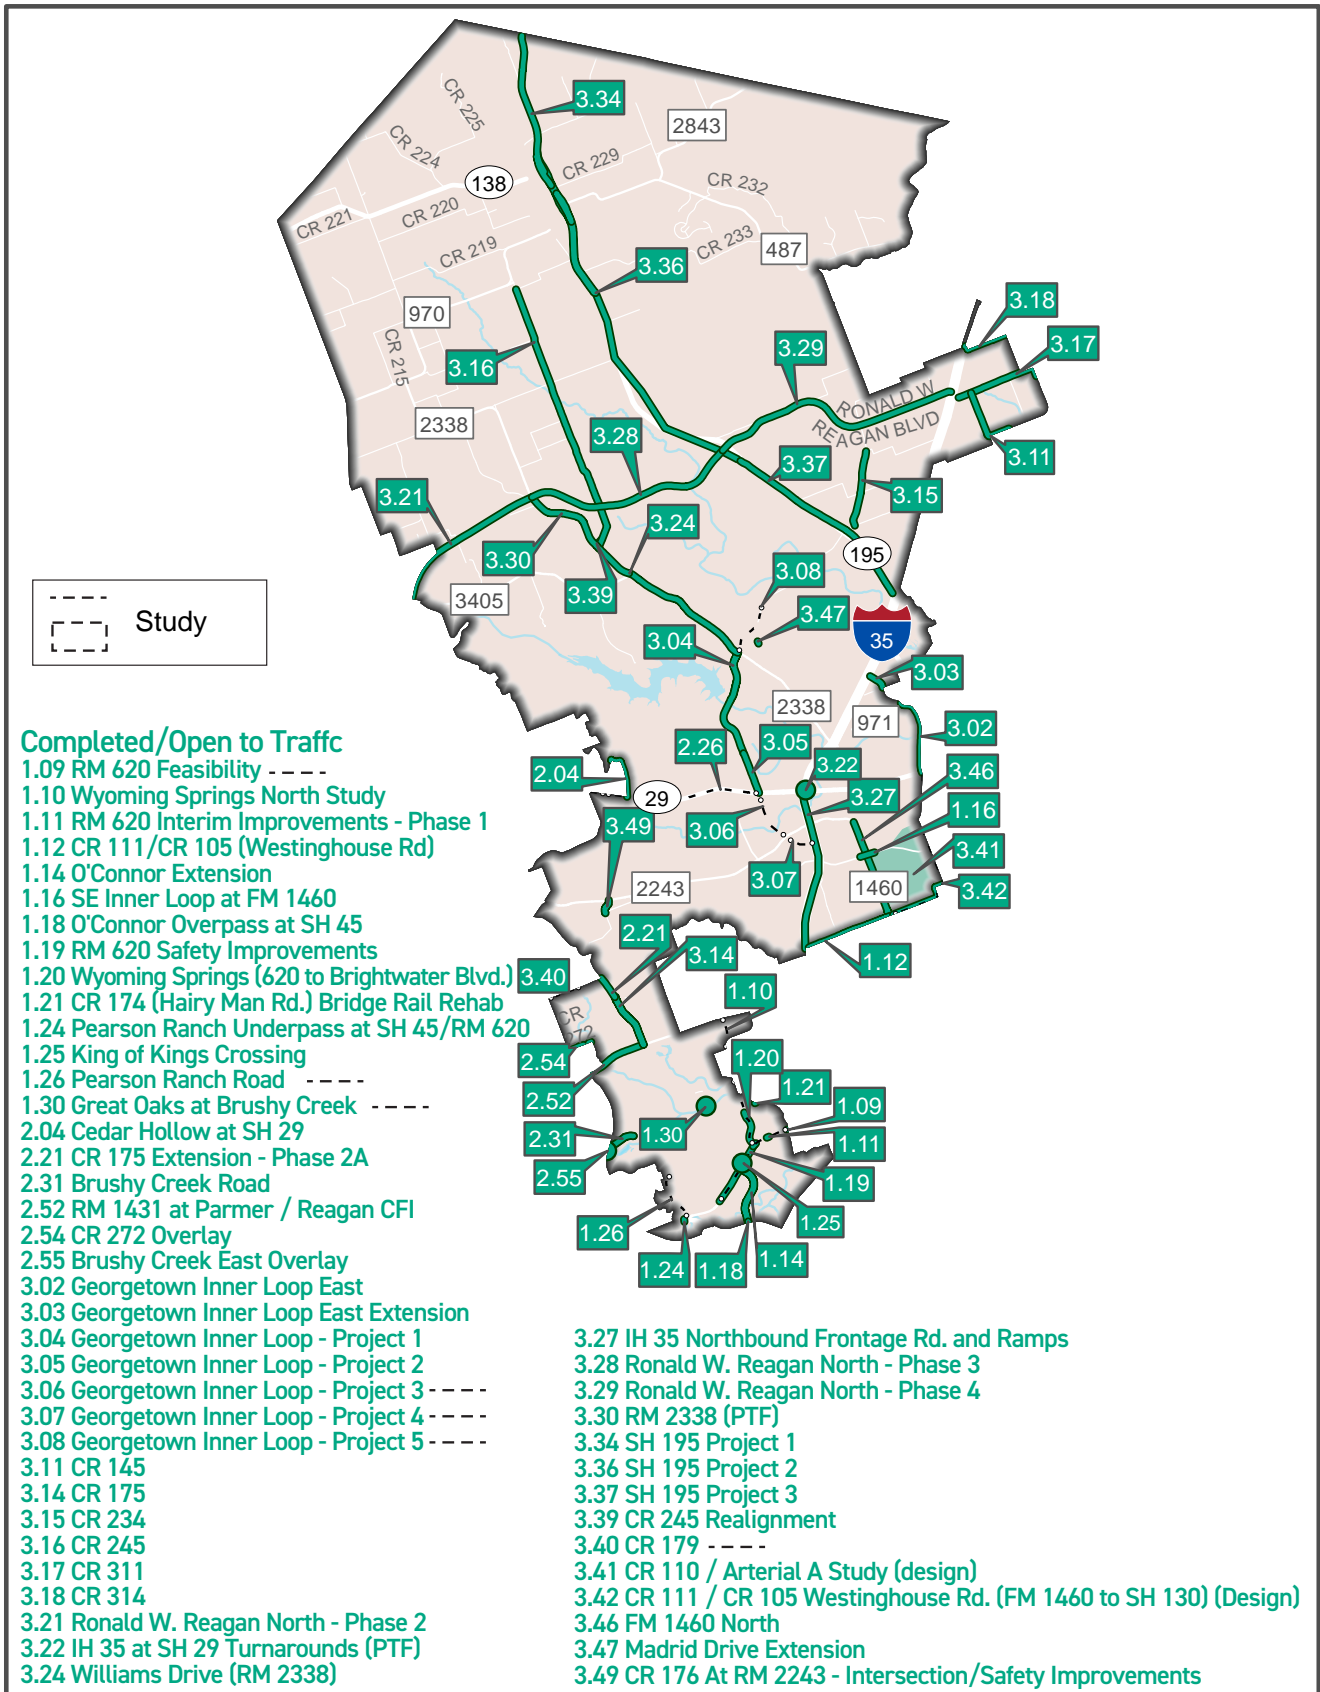 3.34
CR 225
2843
CR 224
CR 229
138
CR 232
CR 221
CR 220
CR 219
CR 233
487
3.36
970
3.18
CR 215
3.16
3.29
3.17
2338
RONALD W
REAGAN BLVD
3.28
3.11
3.37
3.21
3.15
3.24
3.30
195
3.39
3.08
3405
3.47
Study
35
3.04
3.03
2338
971
3.02
2.26
3.05
2.04
3.22
3.46
29
3.27
1.16
3.49
3.06
3.41
3.07
2243
1460
3.42
2.21
3.14
1.12
3.40
1.10
CR
272
2.54
1.20
1.21
2.52
1.09
1.30
2.31
1.11
2.55
1.19
1.26
1.25
1.24
1.18
1.14
Completed/Open to Traffc
1.09 RM 620 Feasibility
1.10 Wyoming Springs North Study
1.11 RM 620 Interim Improvements - Phase 1
1.12 CR 111/CR 105 (Westinghouse Rd)
1.14 O'Connor Extension
1.16 SE Inner Loop at FM 1460
1.18 O'Connor Overpass at SH 45
1.19 RM 620 Safety Improvements
1.20 Wyoming Springs (620 to Brightwater Blvd.)
1.21 CR 174 (Hairy Man Rd.) Bridge Rail Rehab
1.24 Pearson Ranch Underpass at SH 45/RM 620
1.25 King of Kings Crossing
1.26 Pearson Ranch Road
1.30 Great Oaks at Brushy Creek
2.04 Cedar Hollow at SH 29
2.21 CR 175 Extension - Phase 2A
2.31 Brushy Creek Road
2.52 RM 1431 at Parmer / Reagan CFI
2.54 CR 272 Overlay
2.55 Brushy Creek East Overlay
3.02 Georgetown Inner Loop East
3.03 Georgetown Inner Loop East Extension
3.04 Georgetown Inner Loop - Project 1
3.05 Georgetown Inner Loop - Project 2
3.06 Georgetown Inner Loop - Project 3
3.07 Georgetown Inner Loop - Project 4
3.08 Georgetown Inner Loop - Project 5
3.11 CR 145
3.14 CR 175
3.15 CR 234
3.16 CR 245
3.17 CR 311
3.18 CR 314
3.21 Ronald W. Reagan North - Phase 2
3.22 IH 35 at SH 29 Turnarounds (PTF)
3.24 Williams Drive (RM 2338)
3.27 IH 35 Northbound Frontage Rd. and Ramps
3.28 Ronald W. Reagan North - Phase 3
3.29 Ronald W. Reagan North - Phase 4
3.30 RM 2338 (PTF)
3.34 SH 195 Project 1
3.36 SH 195 Project 2
3.37 SH 195 Project 3
3.39 CR 245 Realignment
3.40 CR 179
3.41 CR 110 / Arterial A Study (design)
3.42 CR 111 / CR 105 Westinghouse Rd. (FM 1460 to SH 130) (Design)
3.46 FM 1460 North
3.47 Madrid Drive Extension
3.49 CR 176 At RM 2243 - Intersection/Safety Improvements